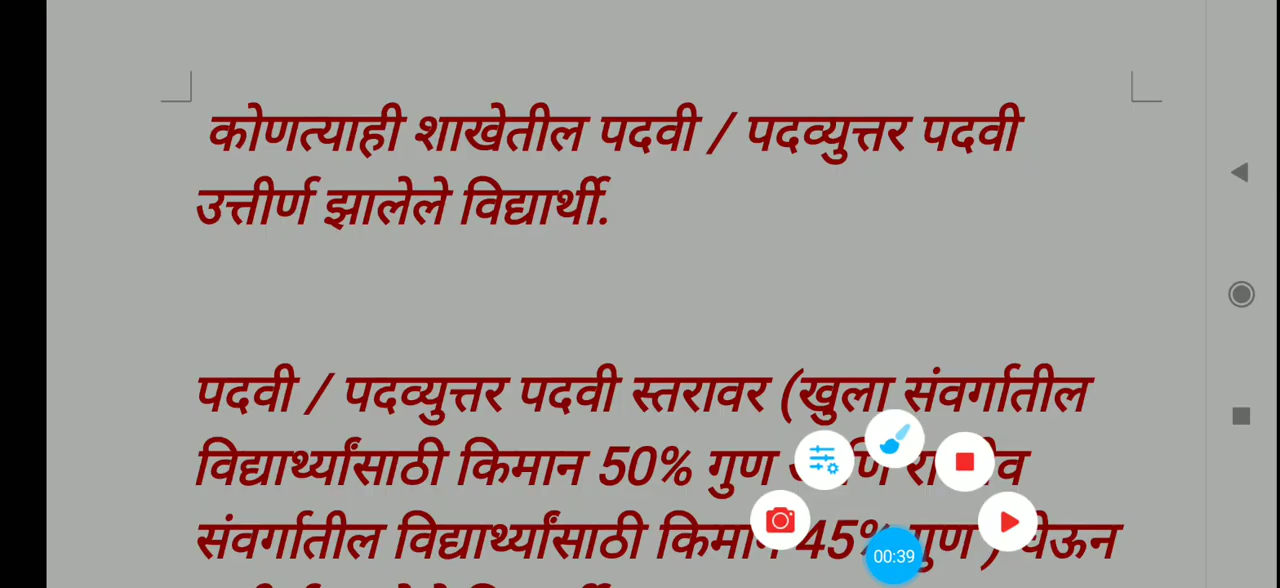 कोणत्याही शाखेतील पदवी / पदव्युत्तर पदवी
उत्तीर्ण झालेले विद्यार्थी.
पदवी / पदव्युत्तर पदवी स्तरावर (खुला संवर्गातील
विद्यार्थ्यांसाठी किमान 50% गुण
संवर्गातील विद्यार्थ्यांसाठी किमान 45% गुण ) घेऊन
00:39